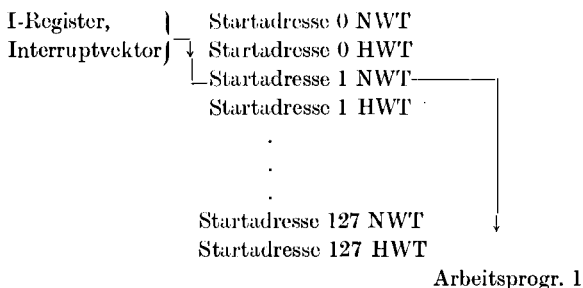 I-Register,
Interruptvektor
Startadresse 0 NWT
Startadresse 0 HWT
Startadresse 1 NWT
Startadresse 1 HWT
.
.
.
Startadresse 127 NWT
Startadresse 127 HWT
Arbeitsprogr. 1